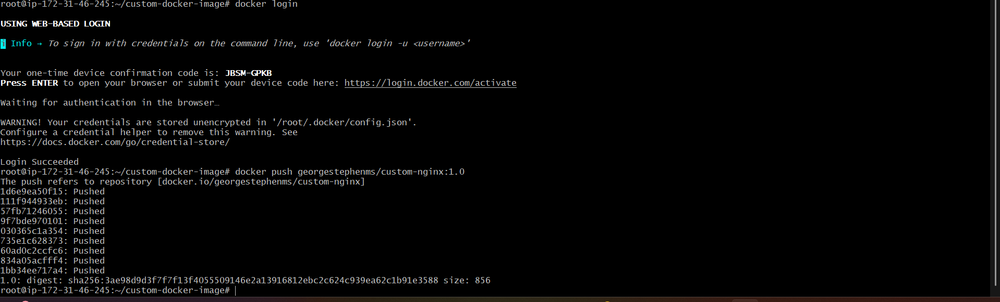 root@ip-172-31-46-245:~/custom-docker-image# docker login
USING WEB-BASED LOGIN
i Info → To sign in with credentials on the command line, use 'docker login -u <username>'
Your one-time device confirmation code is: JBSM-GPKB
Press ENTER to open your browser or submit your device code here: https://login.docker.com/activate
Waiting for authentication in the browser…
WARNING! Your credentials are stored unencrypted in '/root/.docker/config.json'.
Configure a credential helper to remove this warning. See
https://docs.docker.com/go/credential-store/
Login Succeeded
root@ip-172-31-46-245:~/custom-docker-image# docker push georgestephenms/custom-nginx:1.0
The push refers to repository [docker.io/georgestephenms/custom-nginx]
1d6e9ea50f15: Pushed
111f944933eb: Pushed
57fb71246055: Pushed
9f7bde970101: Pushed
030365c1a354: Pushed
735e1c628373: Pushed
60ad0c2ccfc6: Pushed
834a05acfff4: Pushed
1bb34ee717a4: Pushed
1.0: digest: sha256:3ae98d9d3f7f7f13f4055509146e2a13916812ebc2c624c939ea62c1b91e3588 size: 856
root@ip-172-31-46-245:~/custom-docker-image#